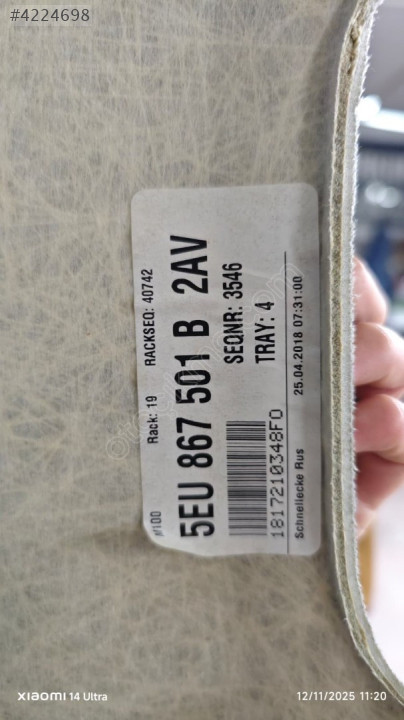 #4224698
Rack: 19 RACKSEQ: 40742
5EU 867 501 B 2AV
SEQNR: 3546
TRAY: 4
1817210348F0
Schnellecke Rus 25.04.2018 07:31:00
XIAOMI 14 Ultra
12/11/2025 11:20